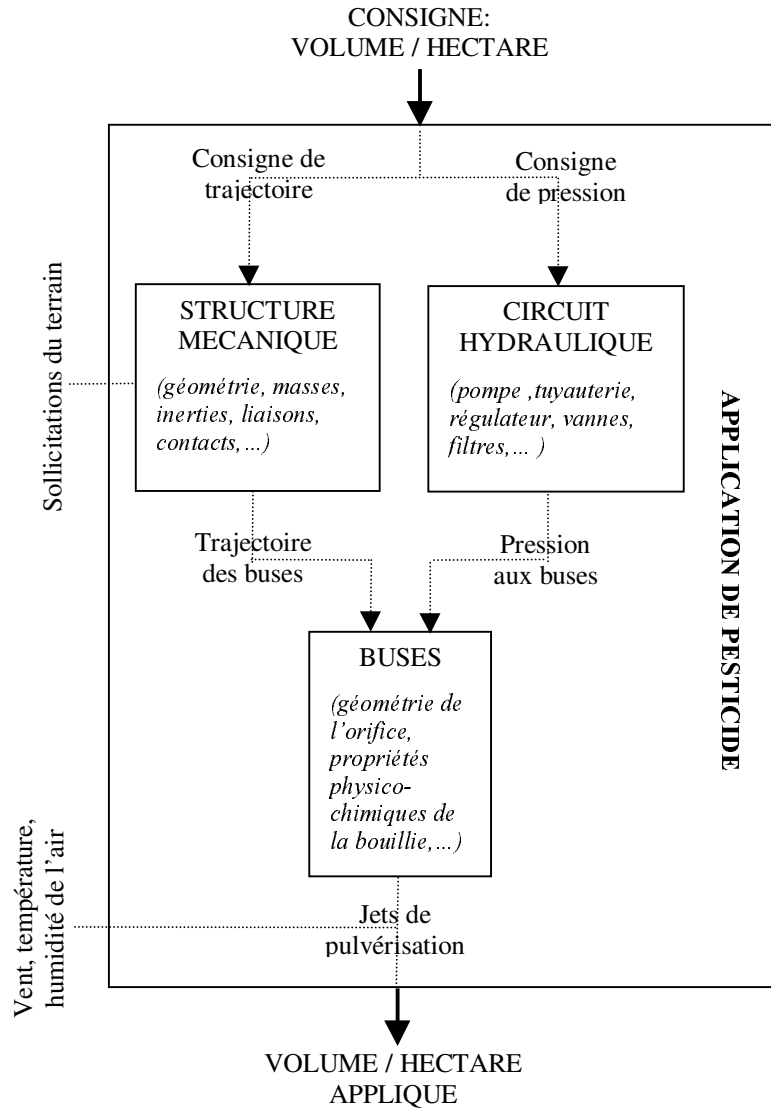 CONSIGNE:
VOLUME / HECTARE
Consigne de
trajectoire
Consigne
de pression
STRUCTURE
MECANIQUE
(géométrie, masses,
inerties, liaisons,
contacts,...)
CIRCUIT
HYDRAULIQUE
(pompe ,tuyauterie,
régulateur, vannes,
filtres,... )
Sollicitations du terrain
APPLICATION DE PESTICIDE
Trajectoire
des buses
Pression
aux buses
BUSES
(géométrie de
l'orifice,
propriétés
physico-
chimiques de
la bouillie,...)
Vent, température,
humidité de l'air
Jets de
pulvérisation
VOLUME / HECTARE
APPLIQUE